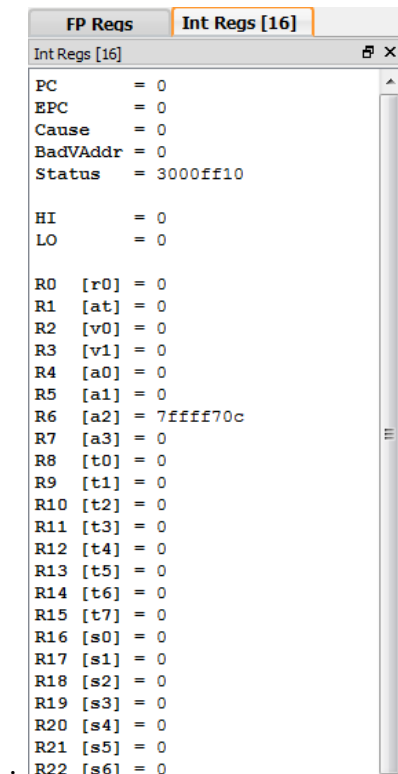 FP Regs Int Regs [16]
Int Regs [16]
PC = 0
EPC = 0
Cause = 0
BadVAddr = 0
Status = 3000ff10
HI = 0
LO = 0
R0 [r0] = 0
R1 [at] = 0
R2 [v0] = 0
R3 [v1] = 0
R4 [a0] = 0
R5 [a1] = 0
R6 [a2] = 7ffff70c
R7 [a3] = 0
R8 [t0] = 0
R9 [t1] = 0
R10 [t2] = 0
R11 [t3] = 0
R12 [t4] = 0
R13 [t5] = 0
R14 [t6] = 0
R15 [t7] = 0
R16 [s0] = 0
R17 [s1] = 0
R18 [s2] = 0
R19 [s3] = 0
R20 [s4] = 0
R21 [s5] = 0
. R22 [s6] = 0